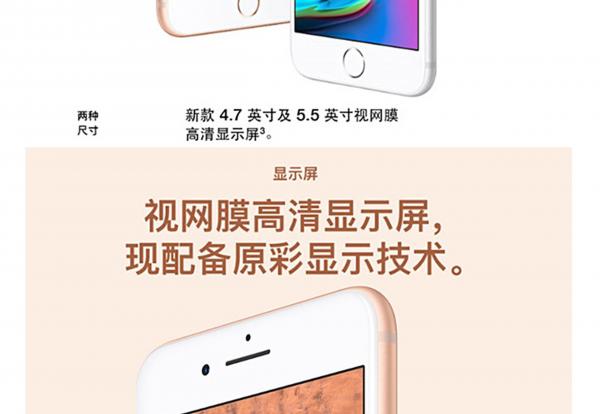 两种
尺寸
新款 4.7 英寸及 5.5 英寸视网膜
高清显示屏³。
显示屏
视网膜高清显示屏，
现配备原彩显示技术。